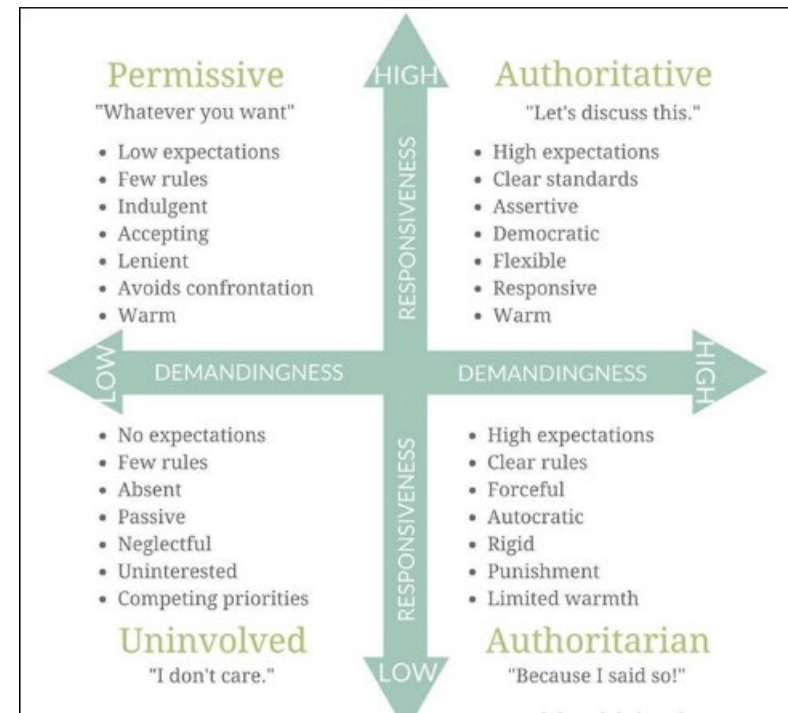 HIGH
Permissive
"Whatever you want"
• Low expectations
• Few rules
• Indulgent
• Accepting
• Lenient
• Avoids confrontation
• Warm
RESPONSIVENESS
Authoritative
"Let's discuss this."
• High expectations
• Clear standards
• Assertive
• Democratic
• Flexible
• Responsive
• Warm
LOW
DEMANDINGNESS
DEMANDINGNESS
HIGH
• No expectations
• Few rules
• Absent
• Passive
• Neglectful
• Uninterested
• Competing priorities
Uninvolved
"I don't care."
RESPONSIVENESS
LOW
• High expectations
• Clear rules
• Forceful
• Autocratic
• Rigid
• Punishment
• Limited warmth
Authoritarian
"Because I said so!"